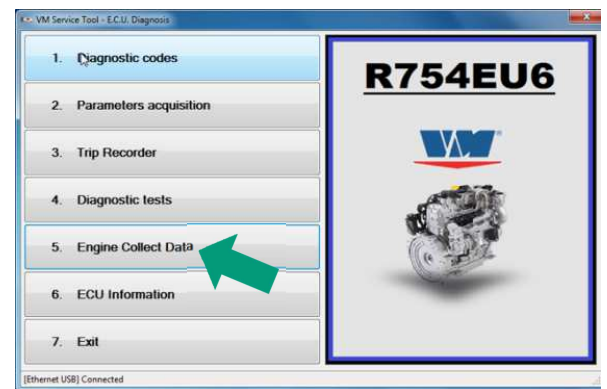 VM Service Tool - E.C.U. Diagnosis
1. Diagnostic codes
2. Parameters acquisition
3. Trip Recorder
4. Diagnostic tests
5. Engine Collect Data
6. ECU Information
7. Exit
R754EU6
VM
[Ethernet USB] Connected